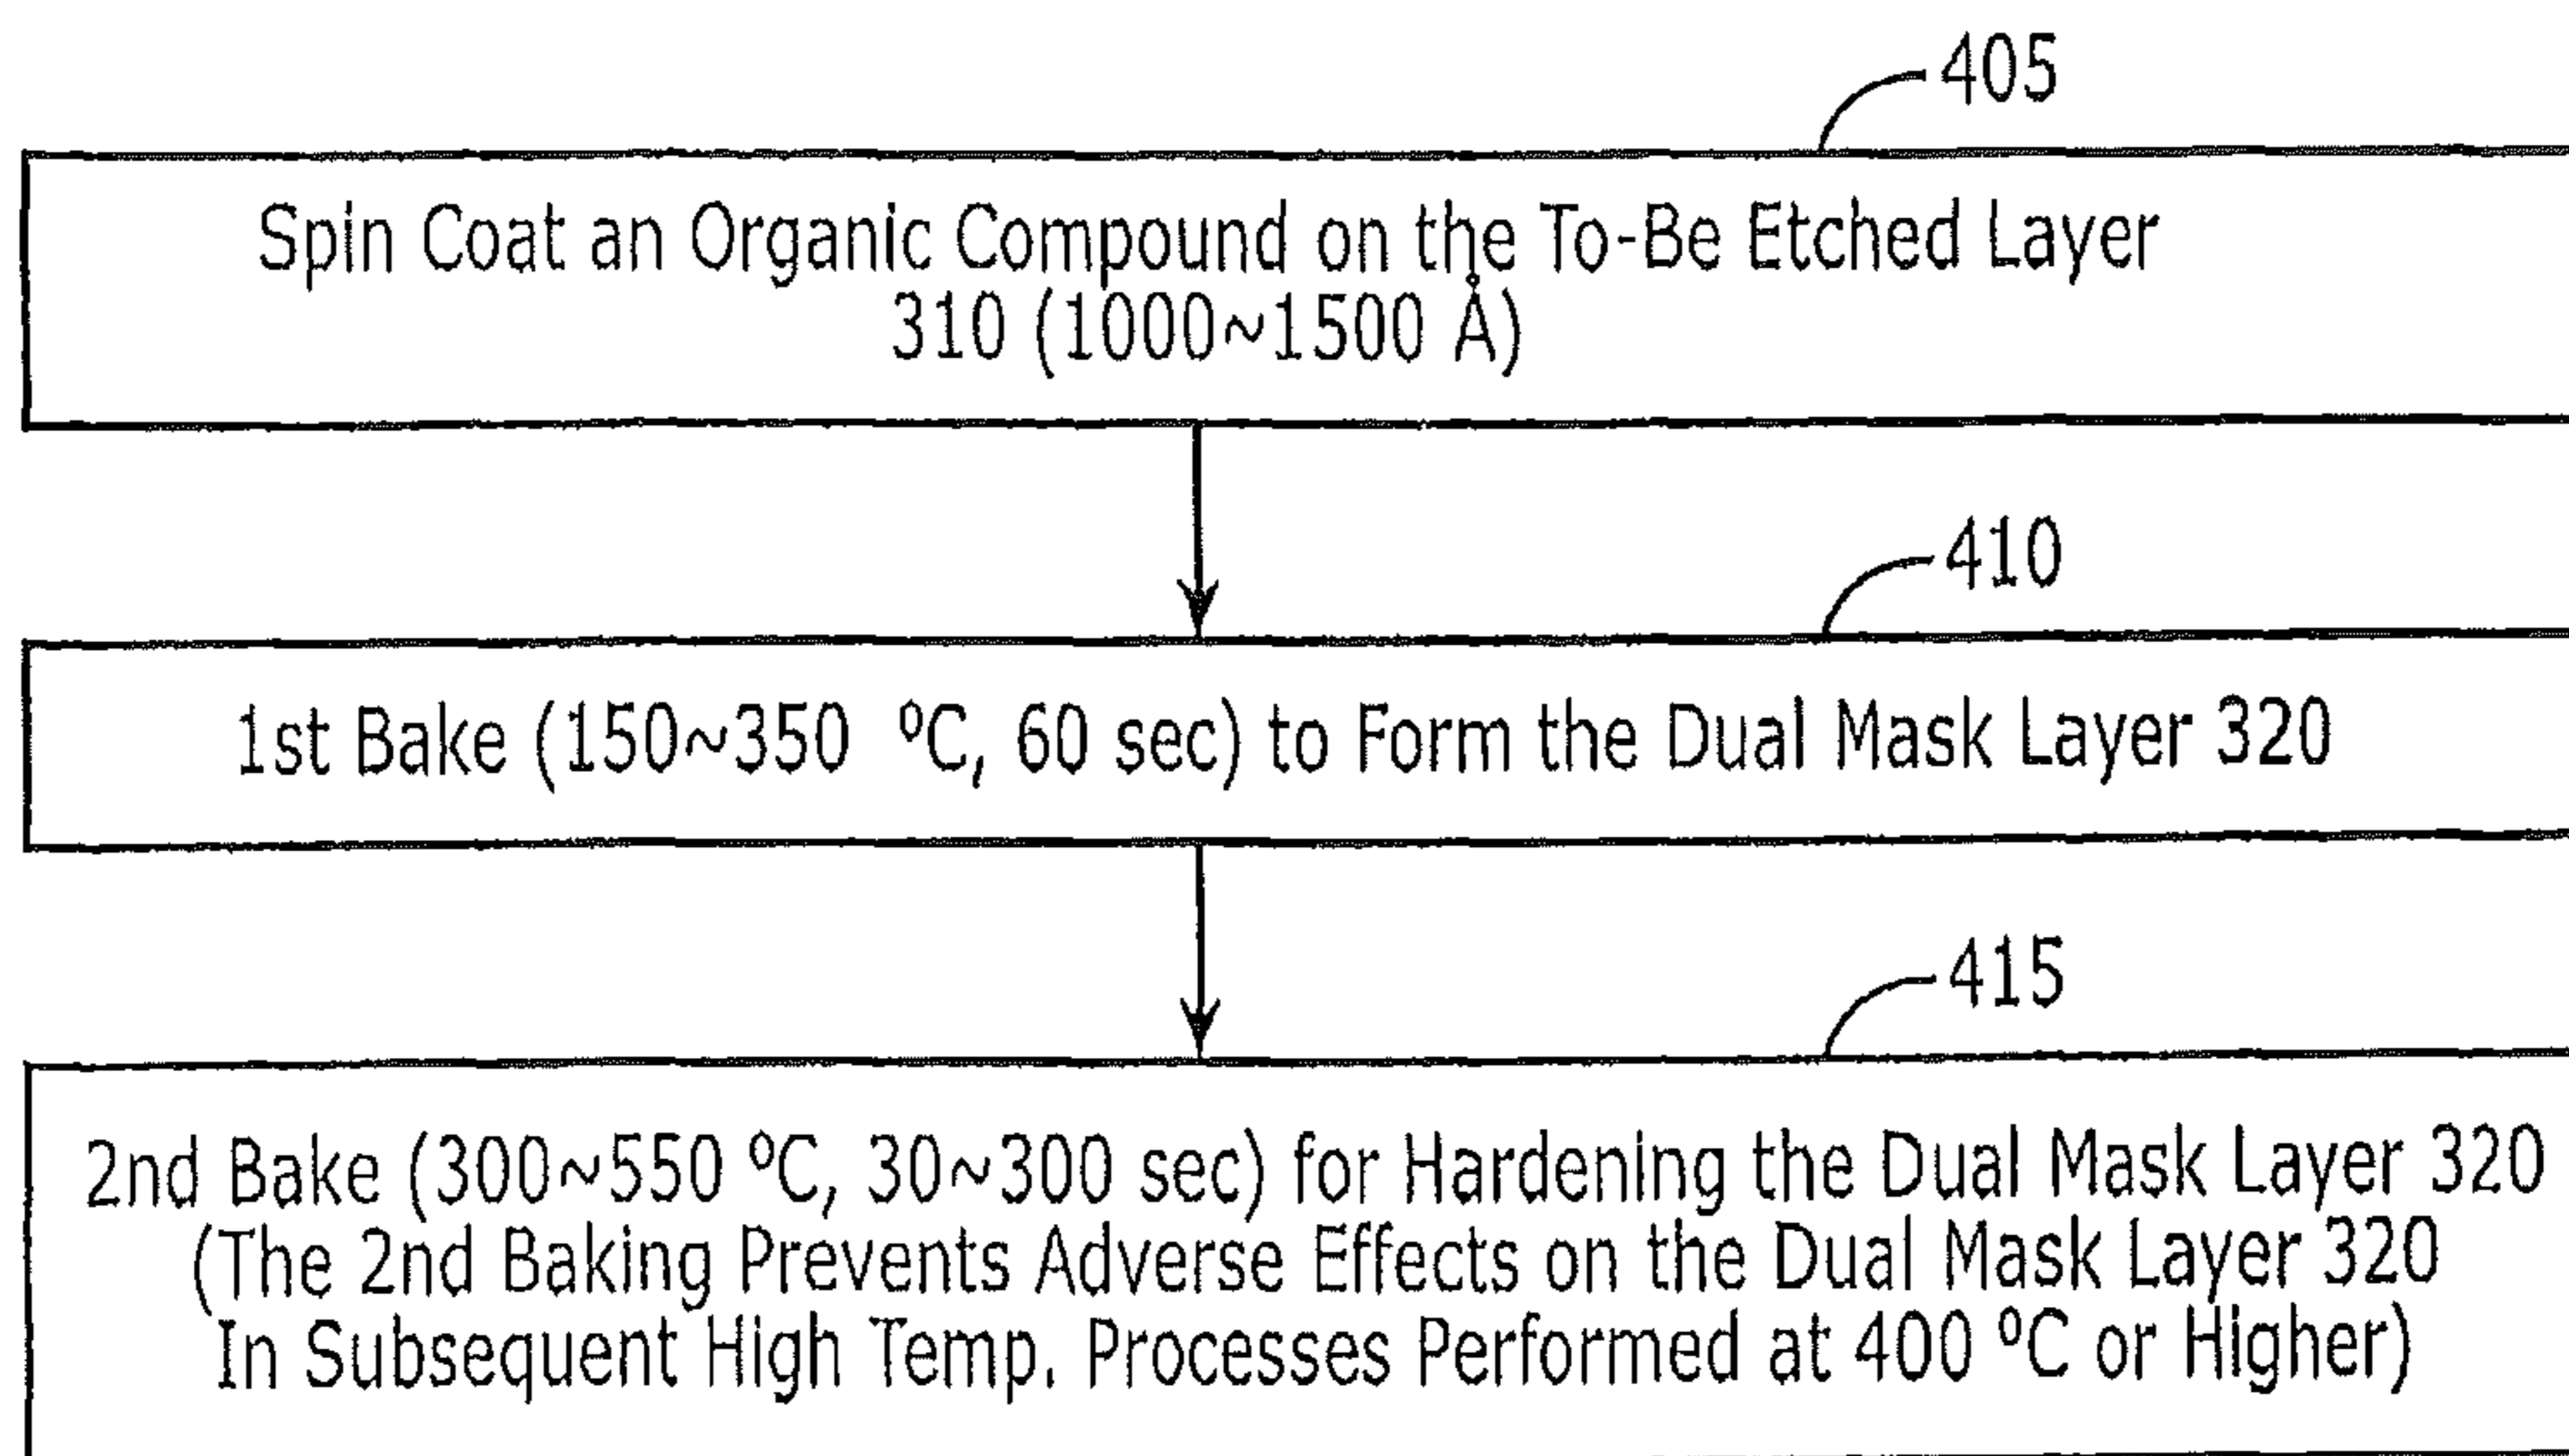 405
Spin Coat an Organic Compound on the To-Be Etched Layer
310 (1000~1500 Å)
410
1st Bake (150~350 ºC, 60 sec) to Form the Dual Mask Layer 320
415
2nd Bake (300~550 ºC, 30~300 sec) for Hardening the Dual Mask Layer 320
(The 2nd Baking Prevents Adverse Effects on the Dual Mask Layer 320
In Subsequent High Temp. Processes Performed at 400 ºC or Higher)